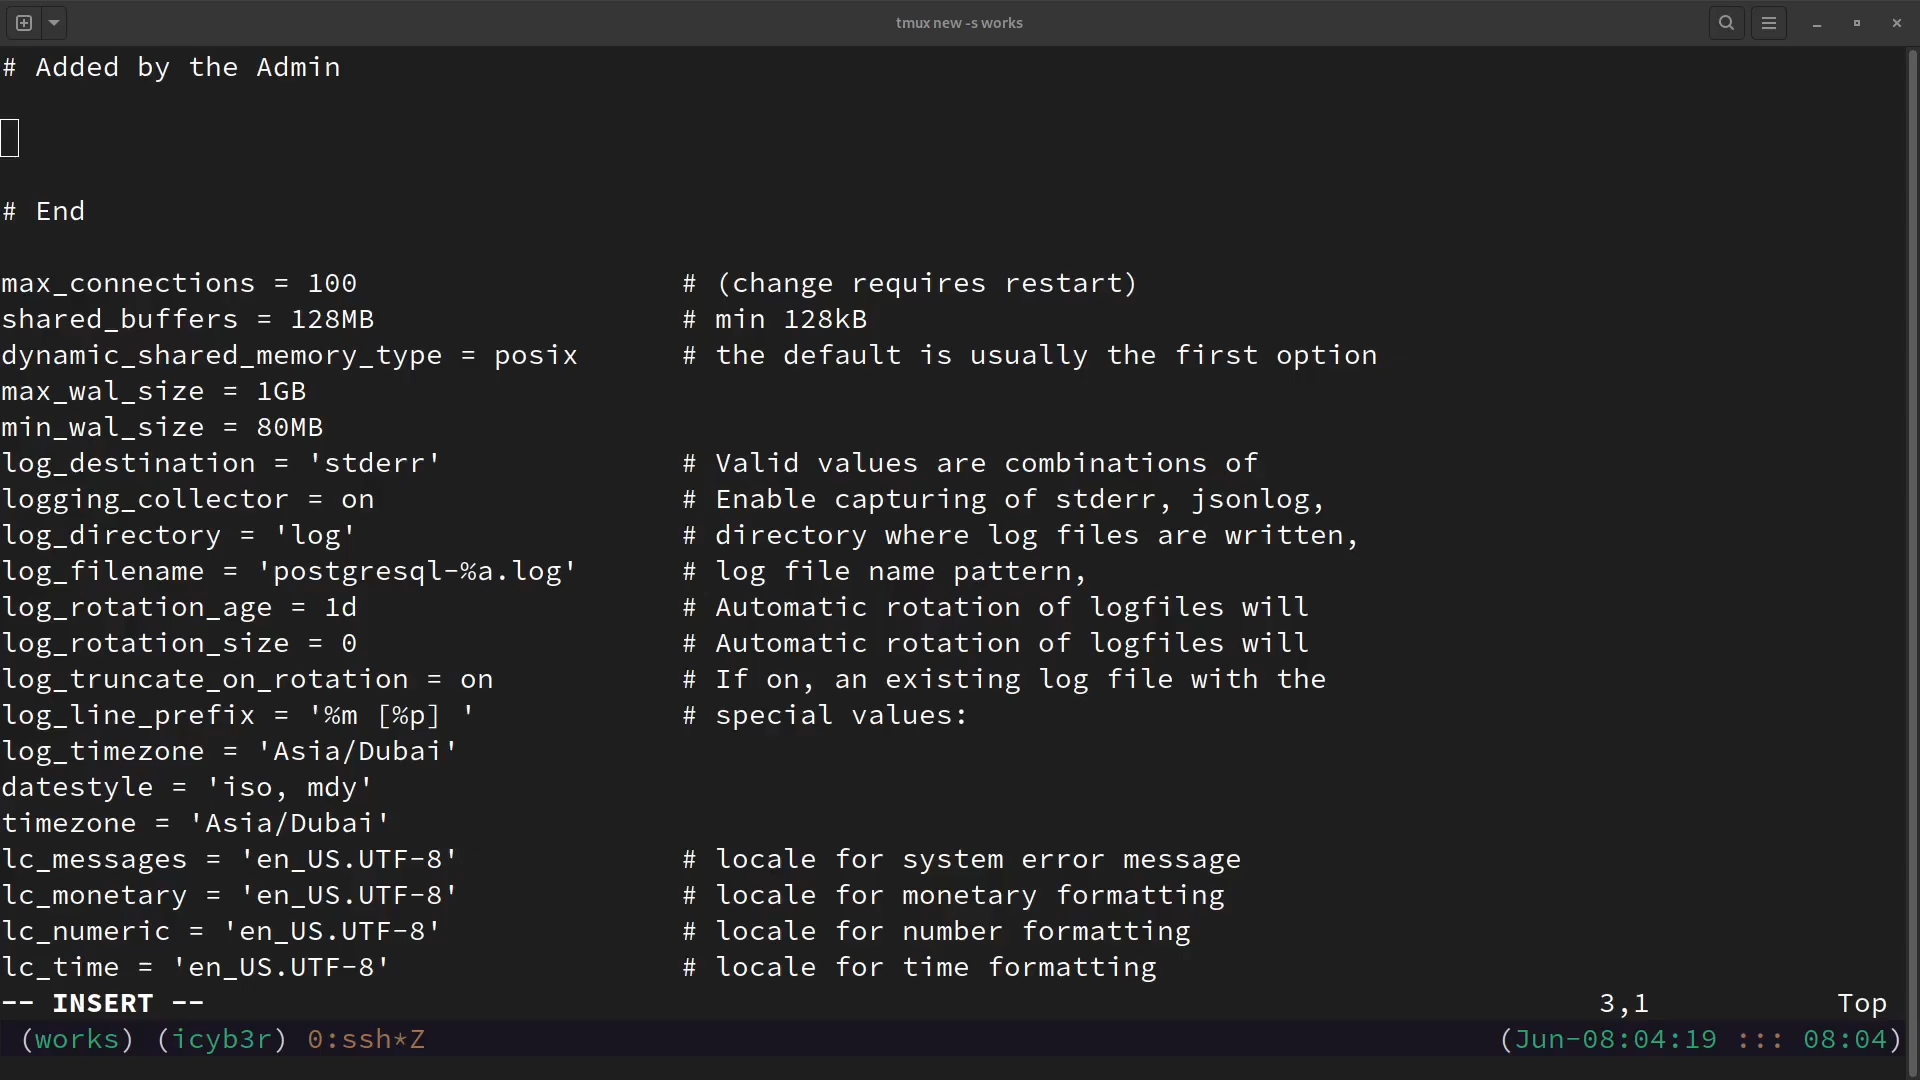 tmux new -s works
# Added by the Admin
# End
max_connections = 100 # (change requires restart)
shared_buffers = 128MB # min 128kB
dynamic_shared_memory_type = posix # the default is usually the first option
max_wal_size = 1GB
min_wal_size = 80MB
log_destination = 'stderr' # Valid values are combinations of
logging_collector = on # Enable capturing of stderr, jsonlog,
log_directory = 'log' # directory where log files are written,
log_filename = 'postgresql-%a.log' # log file name pattern,
log_rotation_age = 1d # Automatic rotation of logfiles will
log_rotation_size = 0 # Automatic rotation of logfiles will
log_truncate_on_rotation = on # If on, an existing log file with the
log_line_prefix = '%m [%p] ' # special values:
log_timezone = 'Asia/Dubai'
datestyle = 'iso, mdy'
timezone = 'Asia/Dubai'
lc_messages = 'en_US.UTF-8' # locale for system error message
lc_monetary = 'en_US.UTF-8' # locale for monetary formatting
lc_numeric = 'en_US.UTF-8' # locale for number formatting
lc_time = 'en_US.UTF-8' # locale for time formatting
-- INSERT -- 3,1 Top
(works) (icyb3r) 0:ssh*Z (Jun-08:04:19 ::: 08:04)